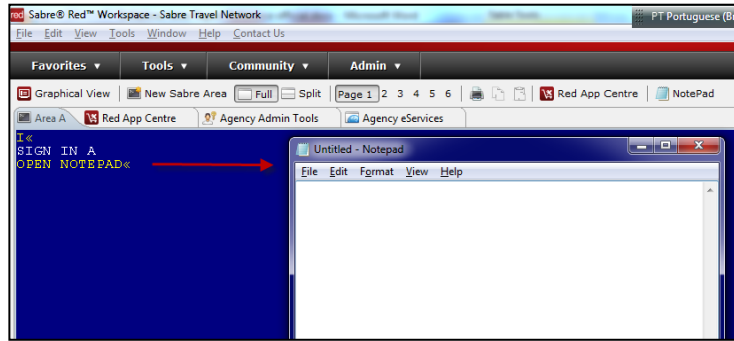 red Sabre® Red™ Workspace - Sabre Travel Network
PT Portuguese (B
File Edit View Tools Window Help Contact Us
Favorites ▼ Tools ▼ Community ▼ Admin ▼
Graphical View New Sabre Area Full Split Page 1 2 3 4 5 6 Red App Centre NotePad
Area A Red App Centre Agency Admin Tools Agency eServices
I«
SIGN IN A
OPEN NOTEPAD«
Untitled - Notepad
File Edit Format View Help